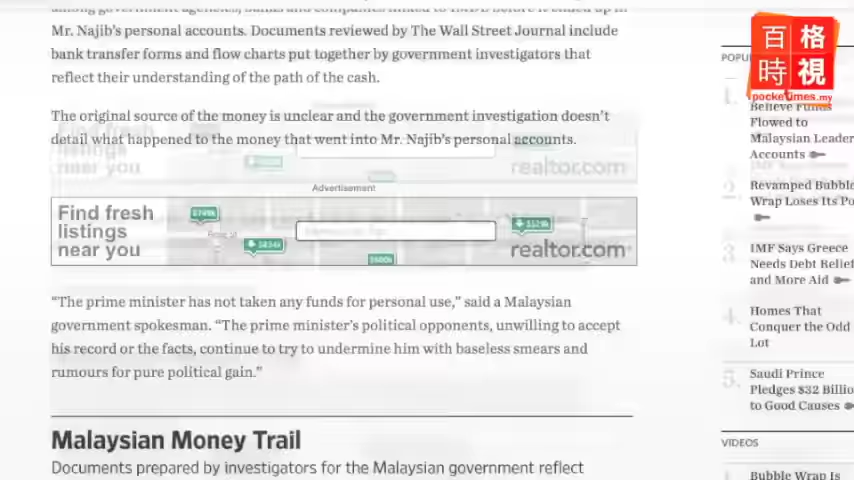 Mr. Najib's personal accounts. Documents reviewed by The Wall Street Journal include
bank transfer forms and flow charts put together by government investigators that
reflect their understanding of the path of the cash.
The original source of the money is unclear and the government investigation doesn't
detail what happened to the money that went into Mr. Najib's personal accounts.
Advertisement
Find fresh
listings
near you
realtor.com
"The prime minister has not taken any funds for personal use," said a Malaysian
government spokesman. "The prime minister's political opponents, unwilling to accept
his record or the facts, continue to try to undermine him with baseless smears and
rumours for pure political gain."
Malaysian Money Trail
Documents prepared by investigators for the Malaysian government reflect
百格
時視
pocketimes.my
POPU
1.
Believe Funds
Flowed to
Malaysian Leader
Accounts
2.
Revamped Bubble
Wrap Loses Its Po
3.
IMF Says Greece
Needs Debt Relief
and More Aid
4.
Homes That
Conquer the Odd
Lot
5.
Saudi Prince
Pledges $32 Billio
to Good Causes
VIDEOS
Bubble Wrap Is